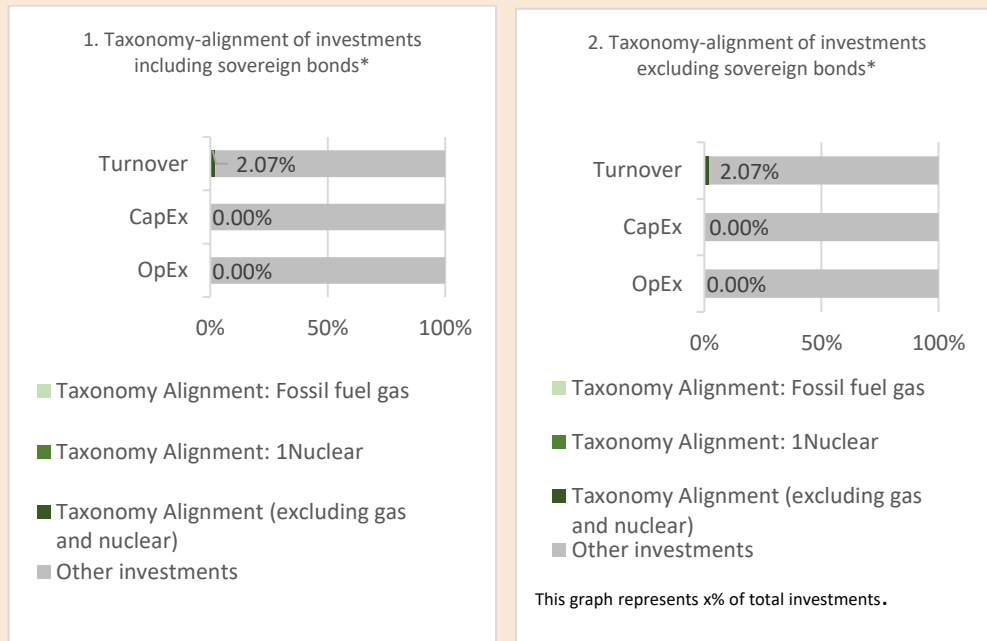 1. Taxonomy-alignment of investments
including sovereign bonds*
Turnover
2.07%
CapEx
0.00%
OpEx
0.00%
0%
50%
100%
Taxonomy Alignment: Fossil fuel gas
Taxonomy Alignment: 1Nuclear
Taxonomy Alignment (excluding gas
and nuclear)
Other investments
2. Taxonomy-alignment of investments
excluding sovereign bonds*
Turnover
2.07%
CapEx
0.00%
OpEx
0.00%
0%
50%
100%
Taxonomy Alignment: Fossil fuel gas
Taxonomy Alignment: 1Nuclear
Taxonomy Alignment (excluding gas
and nuclear)
Other investments
This graph represents x% of total investments.